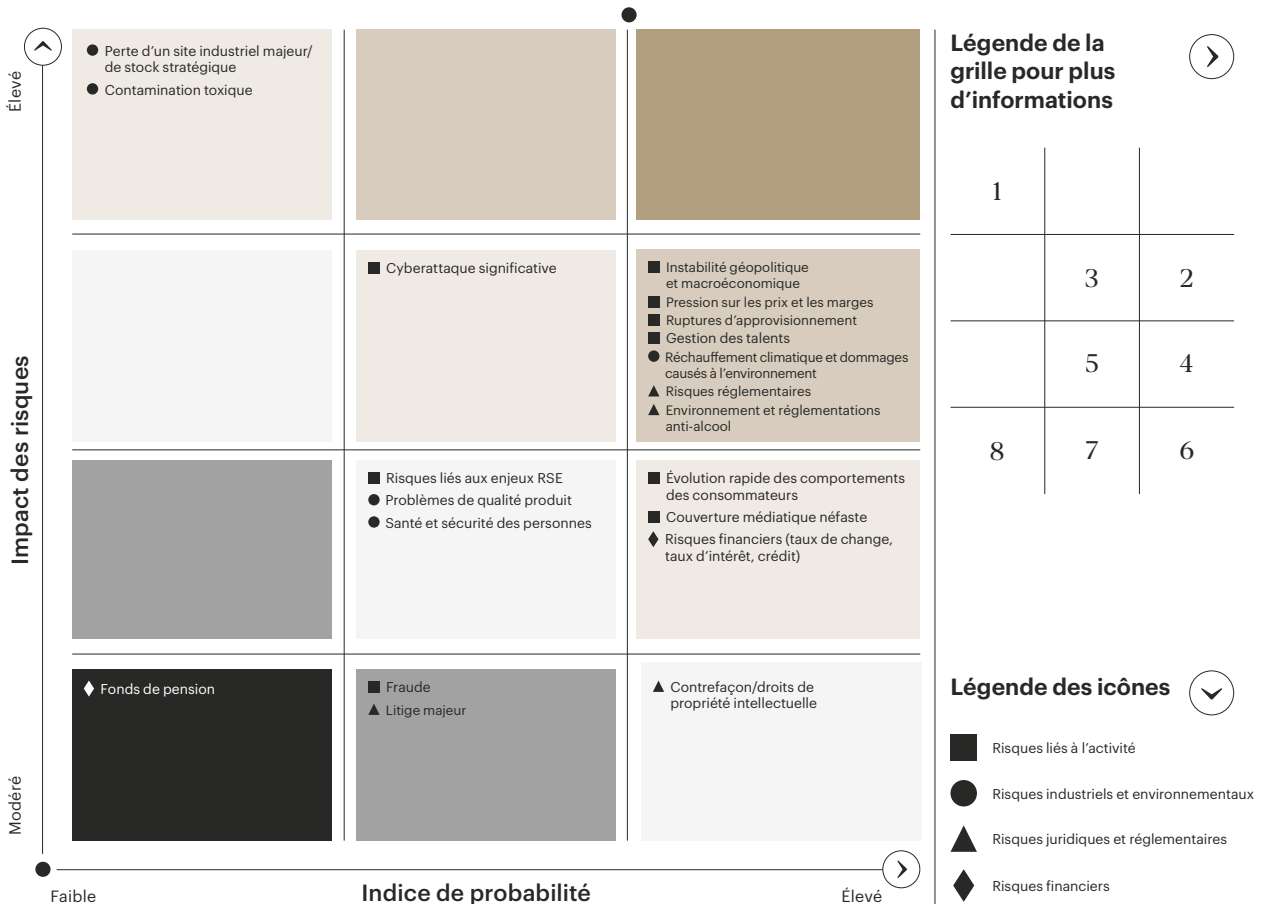 Élevé
Impact des risques
Modéré
Perte d’un site industriel majeur/
de stock stratégique
Contamination toxique
Cyberattaque significative
Instabilité géopolitique
et macroéconomique
Pression sur les prix et les marges
Ruptures d’approvisionnement
Gestion des talents
Réchauffement climatique et dommages
causés à l’environnement
Risques réglementaires
Environnement et réglementations
anti-alcool
Risques liés aux enjeux RSE
Problèmes de qualité produit
Santé et sécurité des personnes
Évolution rapide des comportements
des consommateurs
Couverture médiatique néfaste
Risques financiers (taux de change,
taux d’intérêt, crédit)
Fonds de pension
Fraude
Litige majeur
Contrefaçon/droits de
propriété intellectuelle
Faible
Indice de probabilité
Élevé
Légende de la
grille pour plus
d’informations
1
3 2
5 4
8 7 6
Légende des icônes
Risques liés à l’activité
Risques industriels et environnementaux
Risques juridiques et réglementaires
Risques financiers